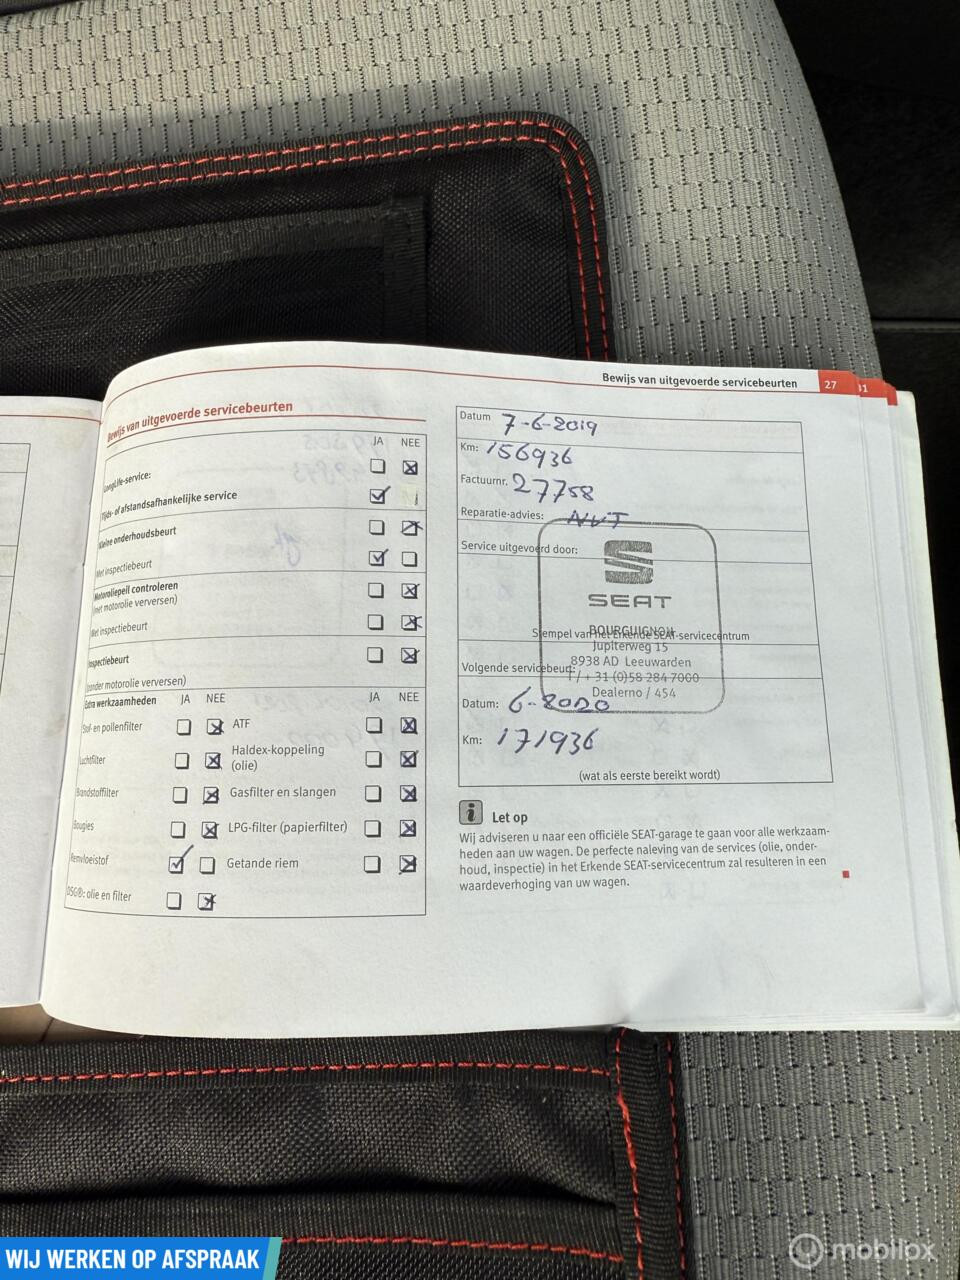 Bewijs van uitgevoerde servicebeurten 27 31
Bewijs van uitgevoerde servicebeurten
JA NEE
LongLife-service:
Tijds- of afstandsafhankelijke service
Kleine onderhoudsbeurt
Met inspectiebeurt
Motoroliepeil controleren
(met motorolie verversen)
Met inspectiebeurt
Inspectiebeurt
(zonder motorolie verversen)
Extra werkzaamheden JA NEE JA NEE
Stof- en pollenfilter ATF
Luchtfilter Haldex-koppeling
(olie)
Brandstoffilter Gasfilter en slangen
Bougies LPG-filter (papierfilter)
Remvloeistof Getande riem
DSG®: olie en filter
Datum 7-6-2019
Km: 156936
Factuurnr. 27758
Reparatie-advies: NVT
Service uitgevoerd door:
SEAT
BOURGUIGNON
Stempel van het Erkende SEAT-servicecentrum
Jupiterweg 15
8938 AD Leeuwarden
Volgende servicebeurt:
T/ + 31 (0)58 284 7000
Dealerno / 454
Datum: 6-2020
Km: 171936
(wat als eerste bereikt wordt)
i Let op
Wij adviseren u naar een officiële SEAT-garage te gaan voor alle werkzaam-
heden aan uw wagen. De perfecte naleving van de services (olie, onder-
houd, inspectie) in het Erkende SEAT-servicecentrum zal resulteren in een
waardeverhoging van uw wagen.
WIJ WERKEN OP AFSPRAAK
mobilox